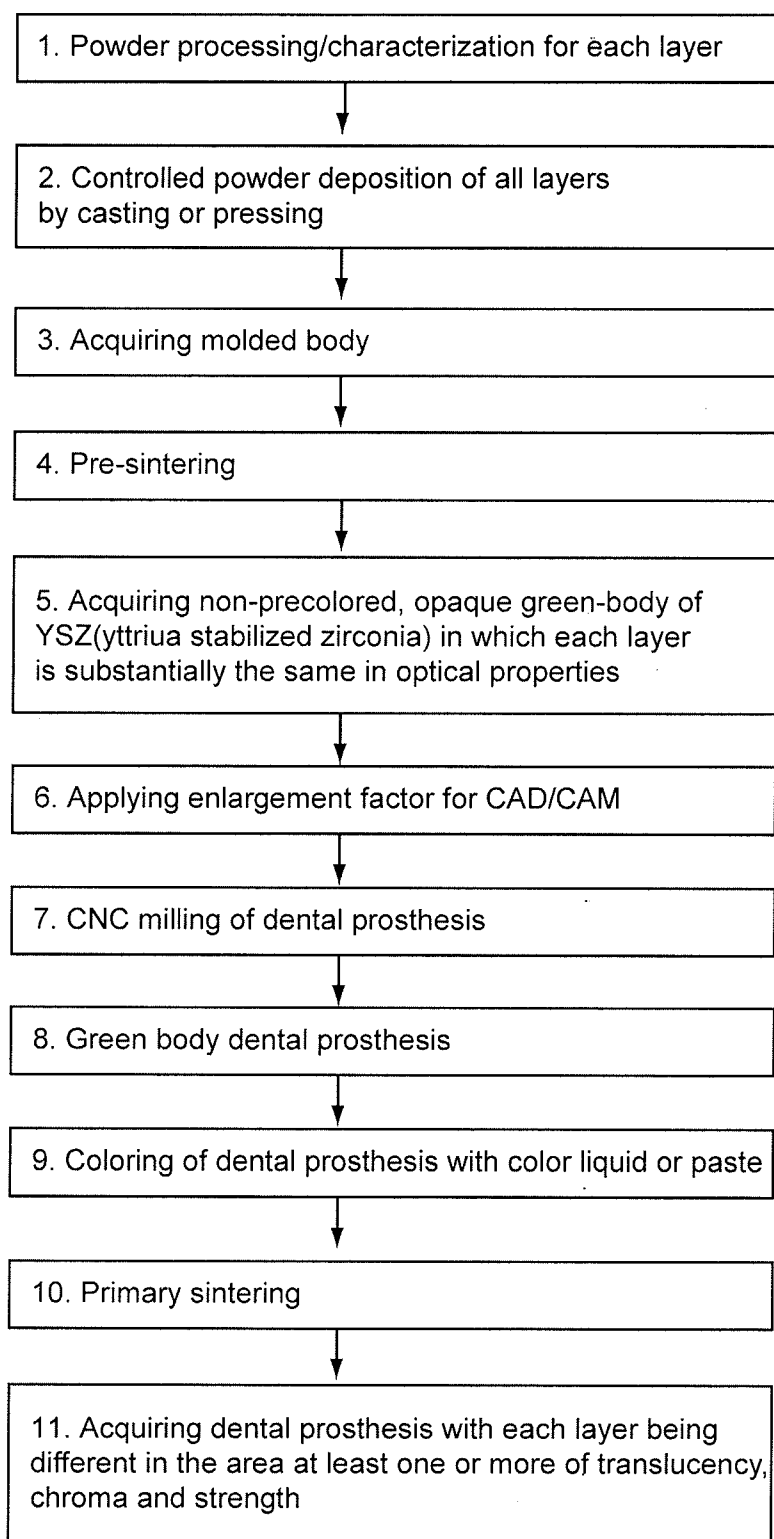 1. Powder processing/characterization for each layer
2. Controlled powder deposition of all layers
by casting or pressing
3. Acquiring molded body
4. Pre-sintering
5. Acquiring non-precolored, opaque green-body of
YSZ(yttriua stabilized zirconia) in which each layer
is substantially the same in optical properties
6. Applying enlargement factor for CAD/CAM
7. CNC milling of dental prosthesis
8. Green body dental prosthesis
9. Coloring of dental prosthesis with color liquid or paste
10. Primary sintering
11. Acquiring dental prosthesis with each layer being
different in the area at least one or more of translucency,
chroma and strength